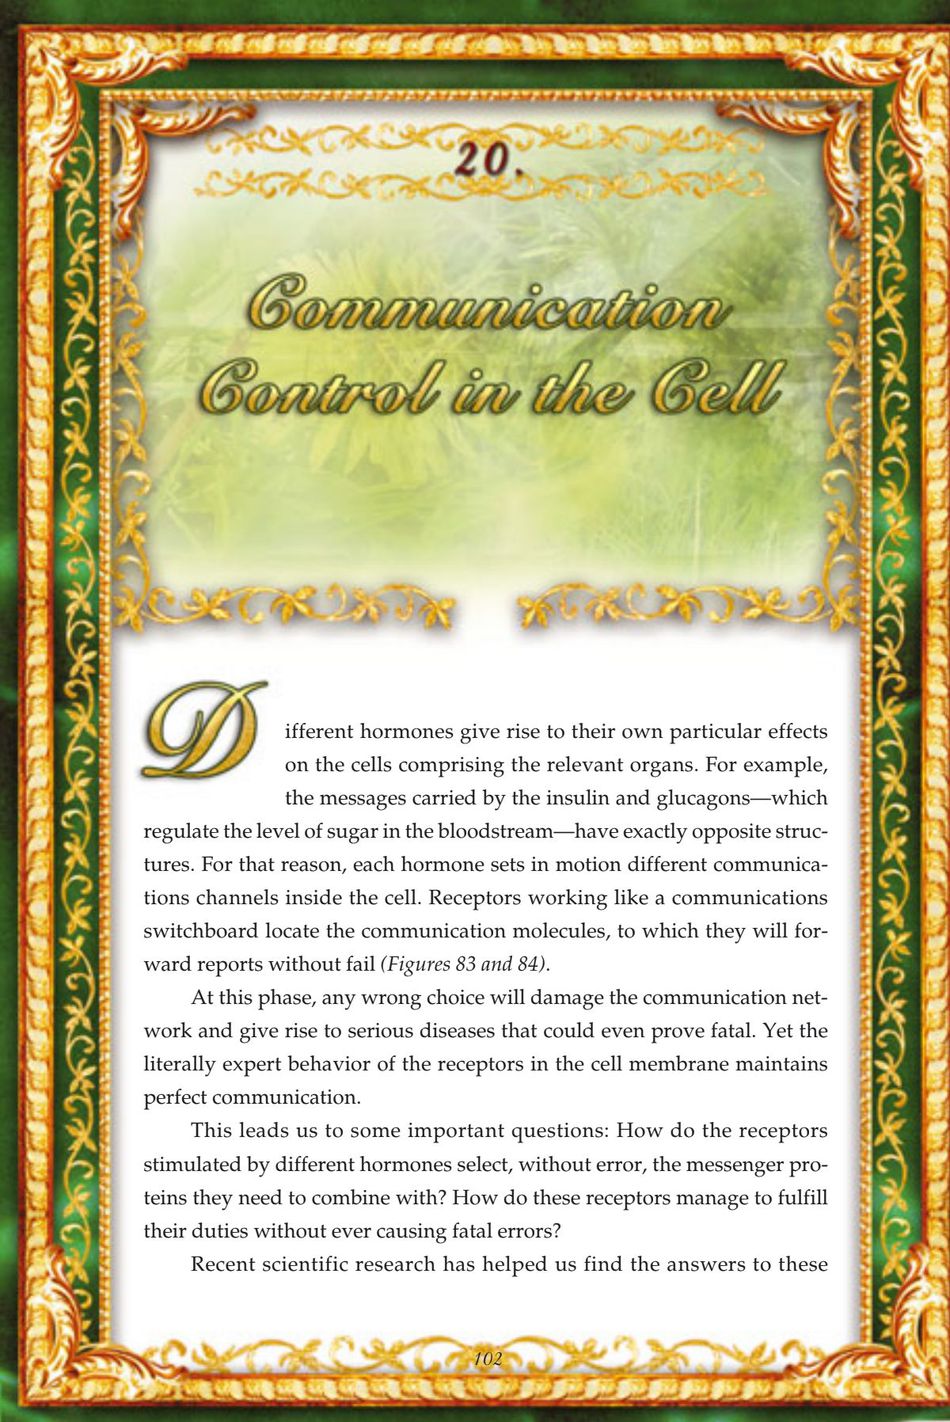 20.
Communication
Control in the Cell
Different hormones give rise to their own particular effects
on the cells comprising the relevant organs. For example,
the messages carried by the insulin and glucagons—which
regulate the level of sugar in the bloodstream—have exactly opposite struc-
tures. For that reason, each hormone sets in motion different communica-
tions channels inside the cell. Receptors working like a communications
switchboard locate the communication molecules, to which they will for-
ward reports without fail (Figures 83 and 84).
At this phase, any wrong choice will damage the communication net-
work and give rise to serious diseases that could even prove fatal. Yet the
literally expert behavior of the receptors in the cell membrane maintains
perfect communication.
This leads us to some important questions: How do the receptors
stimulated by different hormones select, without error, the messenger pro-
teins they need to combine with? How do these receptors manage to fulfill
their duties without ever causing fatal errors?
Recent scientific research has helped us find the answers to these
102